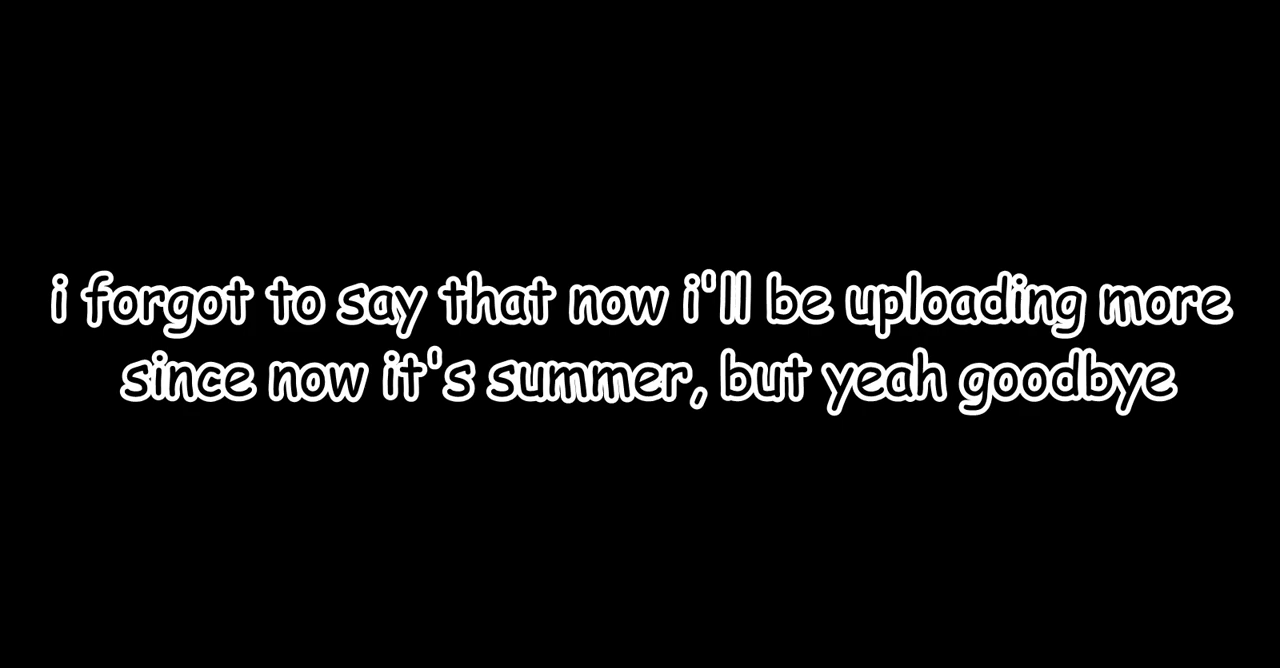 i forgot to say that now i'll be uploading more
since now it's summer, but yeah goodbye